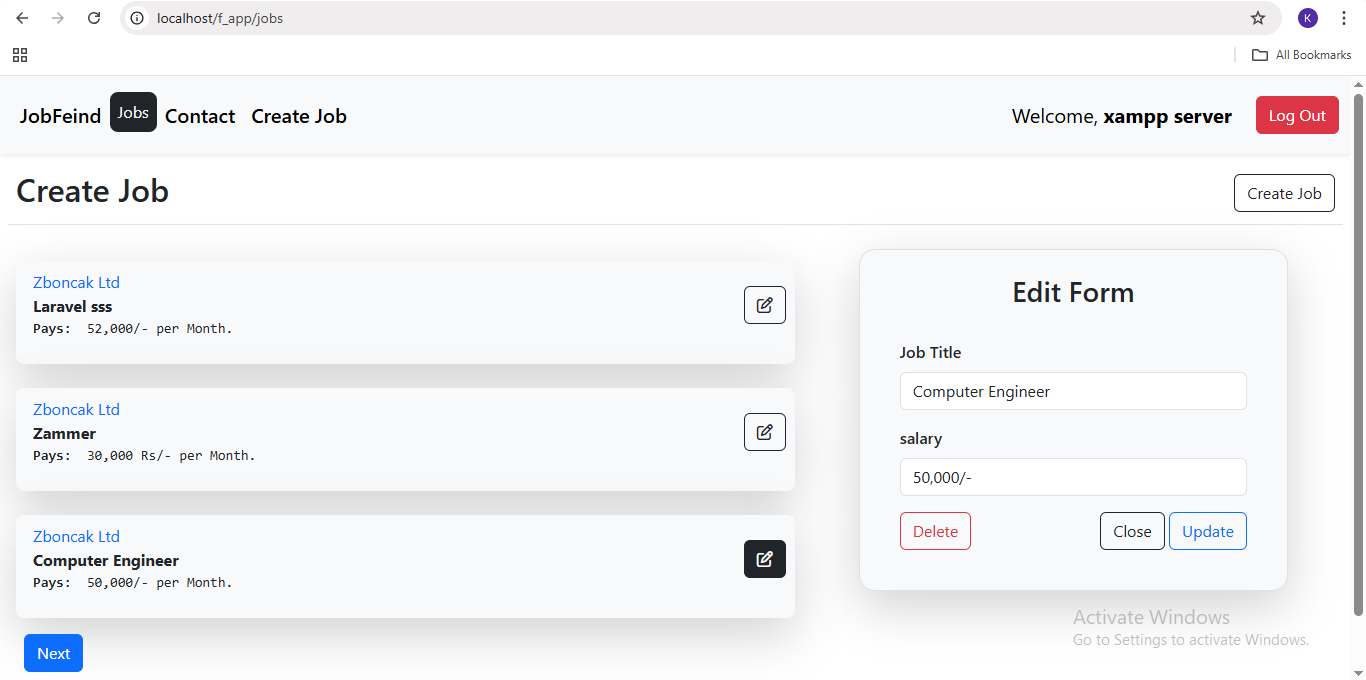 localhost/f_app/jobs
K
All Bookmarks
JobFeind Jobs Contact Create Job Welcome, xampp server Log Out
Create Job Create Job
Zboncak Ltd
Laravel sss
Pays: 52,000/- per Month.
Zboncak Ltd
Zammer
Pays: 30,000 Rs/- per Month.
Zboncak Ltd
Computer Engineer
Pays: 50,000/- per Month.
Next
Edit Form
Job Title
Computer Engineer
salary
50,000/-
Delete Close Update
Activate Windows
Go to Settings to activate Windows.